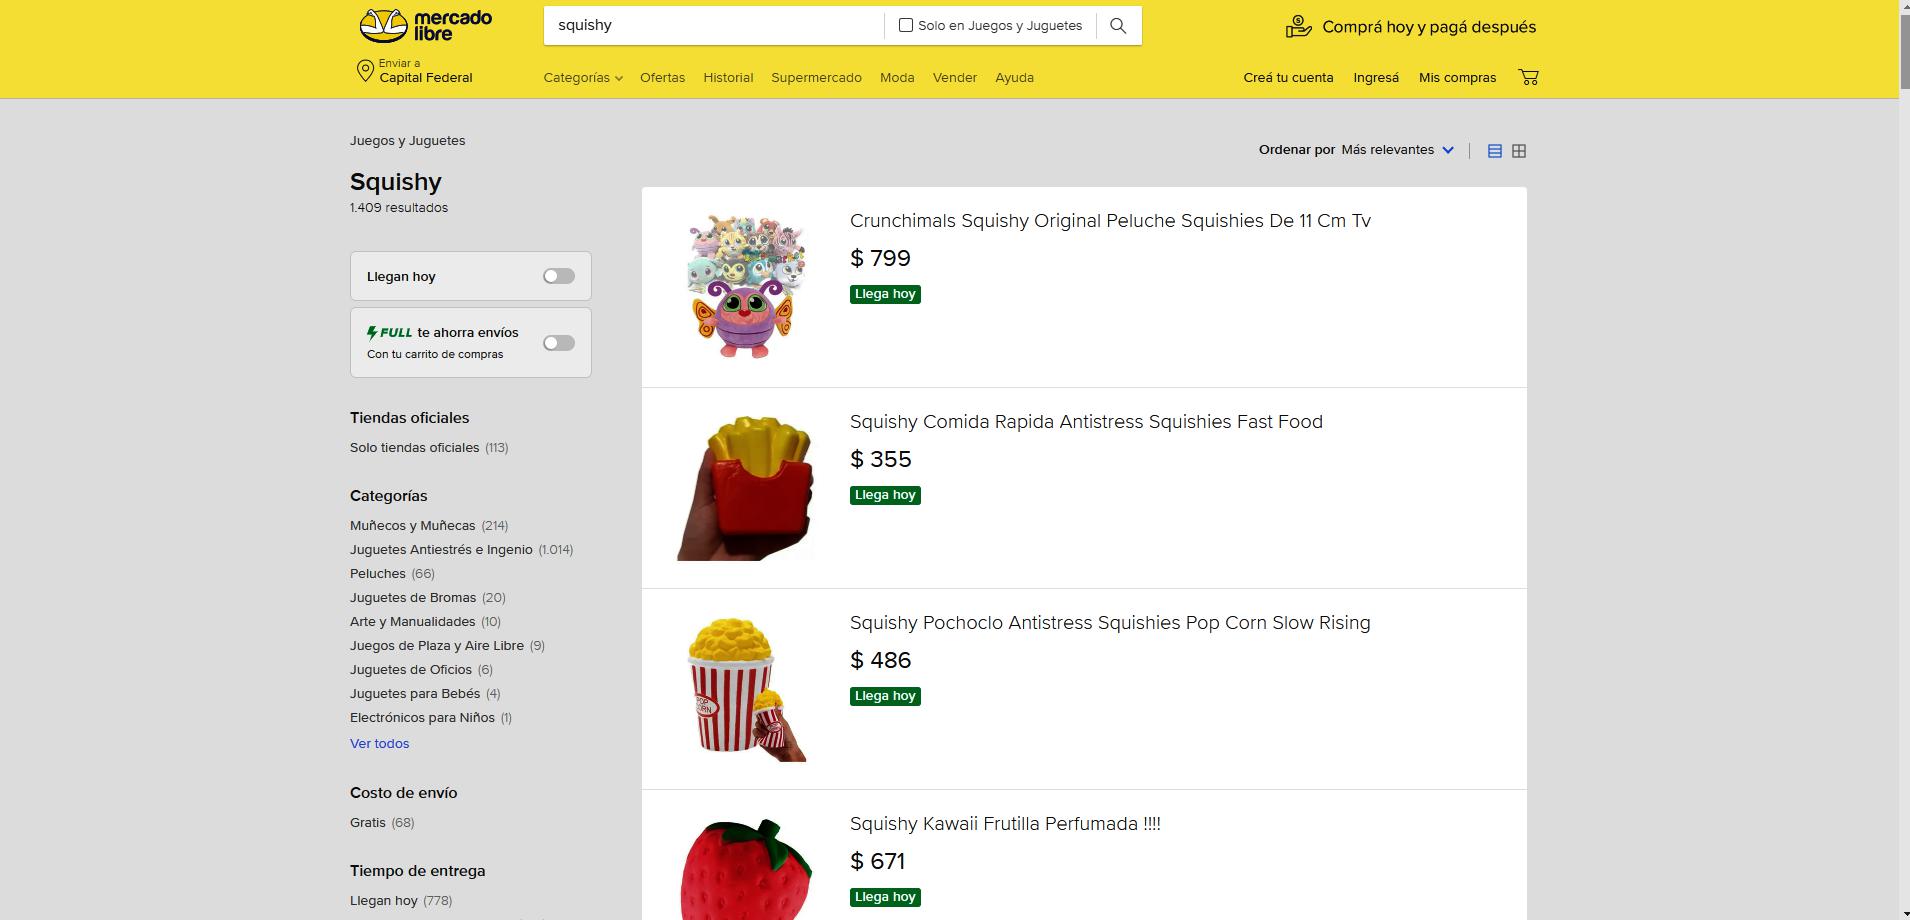 mercado
libre
squishy
Solo en Juegos y Juguetes
Comprá hoy y pagá después
Enviar a
Capital Federal
Categorías Ofertas Historial Supermercado Moda Vender Ayuda
Creá tu cuenta Ingresá Mis compras
Juegos y Juguetes
Squishy
1.409 resultados
Ordenar por Más relevantes
Llegan hoy
FULL te ahorra envíos
Con tu carrito de compras
Tiendas oficiales
Solo tiendas oficiales (113)
Categorías
Muñecos y Muñecas (214)
Juguetes Antiestrés e Ingenio (1.014)
Peluches (66)
Juguetes de Bromas (20)
Arte y Manualidades (10)
Juegos de Plaza y Aire Libre (9)
Juguetes de Oficios (6)
Juguetes para Bebés (4)
Electrónicos para Niños (1)
Ver todos
Costo de envío
Gratis (68)
Tiempo de entrega
Llegan hoy (778)
Crunchimals Squishy Original Peluche Squishies De 11 Cm Tv
$ 799
Llega hoy
Squishy Comida Rapida Antistress Squishies Fast Food
$ 355
Llega hoy
Squishy Pochoclo Antistress Squishies Pop Corn Slow Rising
$ 486
Llega hoy
POP
CORN
Squishy Kawaii Frutilla Perfumada !!!!
$ 671
Llega hoy